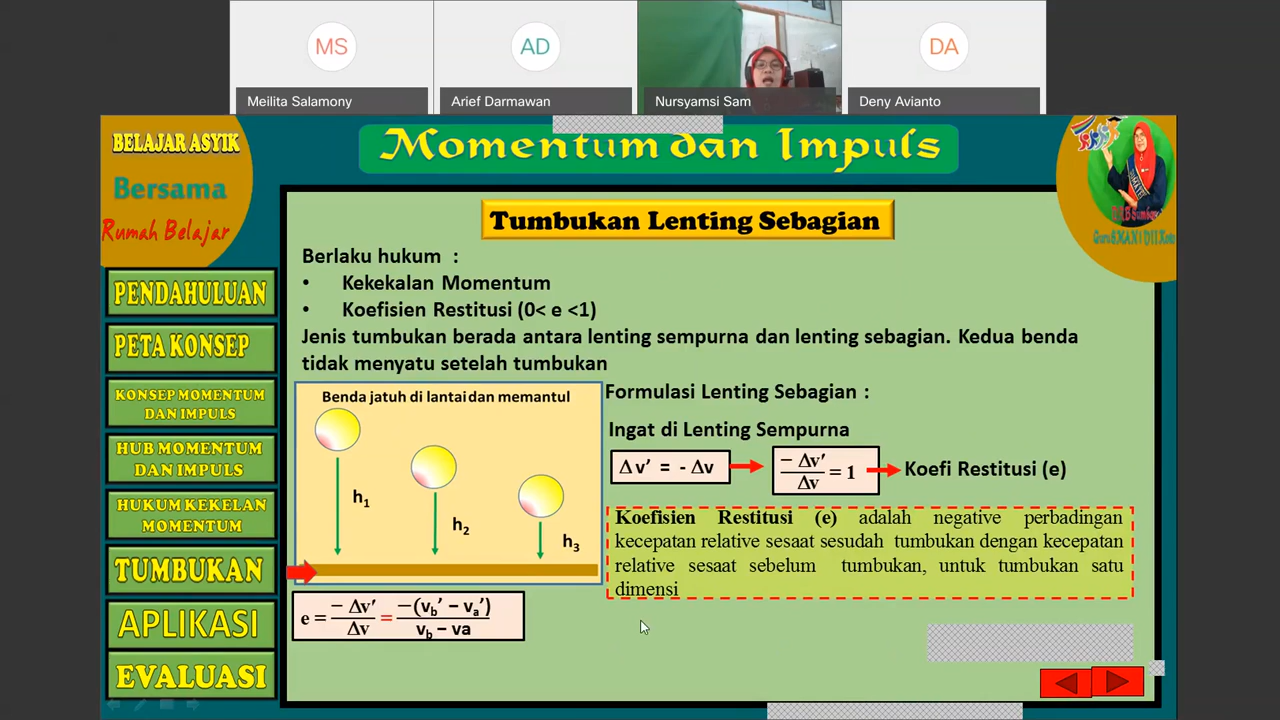 MS
AD
DA
Meilita Salamony
Arief Darmawan
Nursyamsi Sam
Deny Avianto
BELAJAR ASYIK
Bersama
Rumah Belajar
Momentum dan Impuls
PENDAHULUAN
PETA KONSEP
KONSEP MOMENTUM
DAN IMPULS
HUB MOMENTUM
DAN IMPULS
HUKUM KEKELAN
MOMENTUM
TUMBUKAN
APLIKASI
EVALUASI
Tumbukan Lenting Sebagian
Berlaku hukum :
• Kekekalan Momentum
• Koefisien Restitusi (0< e <1)
Jenis tumbukan berada antara lenting sempurna dan lenting sebagian. Kedua benda
tidak menyatu setelah tumbukan
Benda jatuh di lantai dan memantul
h₁
h₂
h₃
e = − Δv′ / Δv = −(v_b′ − v_a′) / v_b − va
Formulasi Lenting Sebagian :
Ingat di Lenting Sempurna
Δ v′ = - Δv
− Δv′ / Δv = 1
Koefi Restitusi (e)
Koefisien Restitusi (e) adalah negative perbadingan
kecepatan relative sesaat sesudah tumbukan dengan kecepatan
relative sesaat sebelum tumbukan, untuk tumbukan satu
dimensi